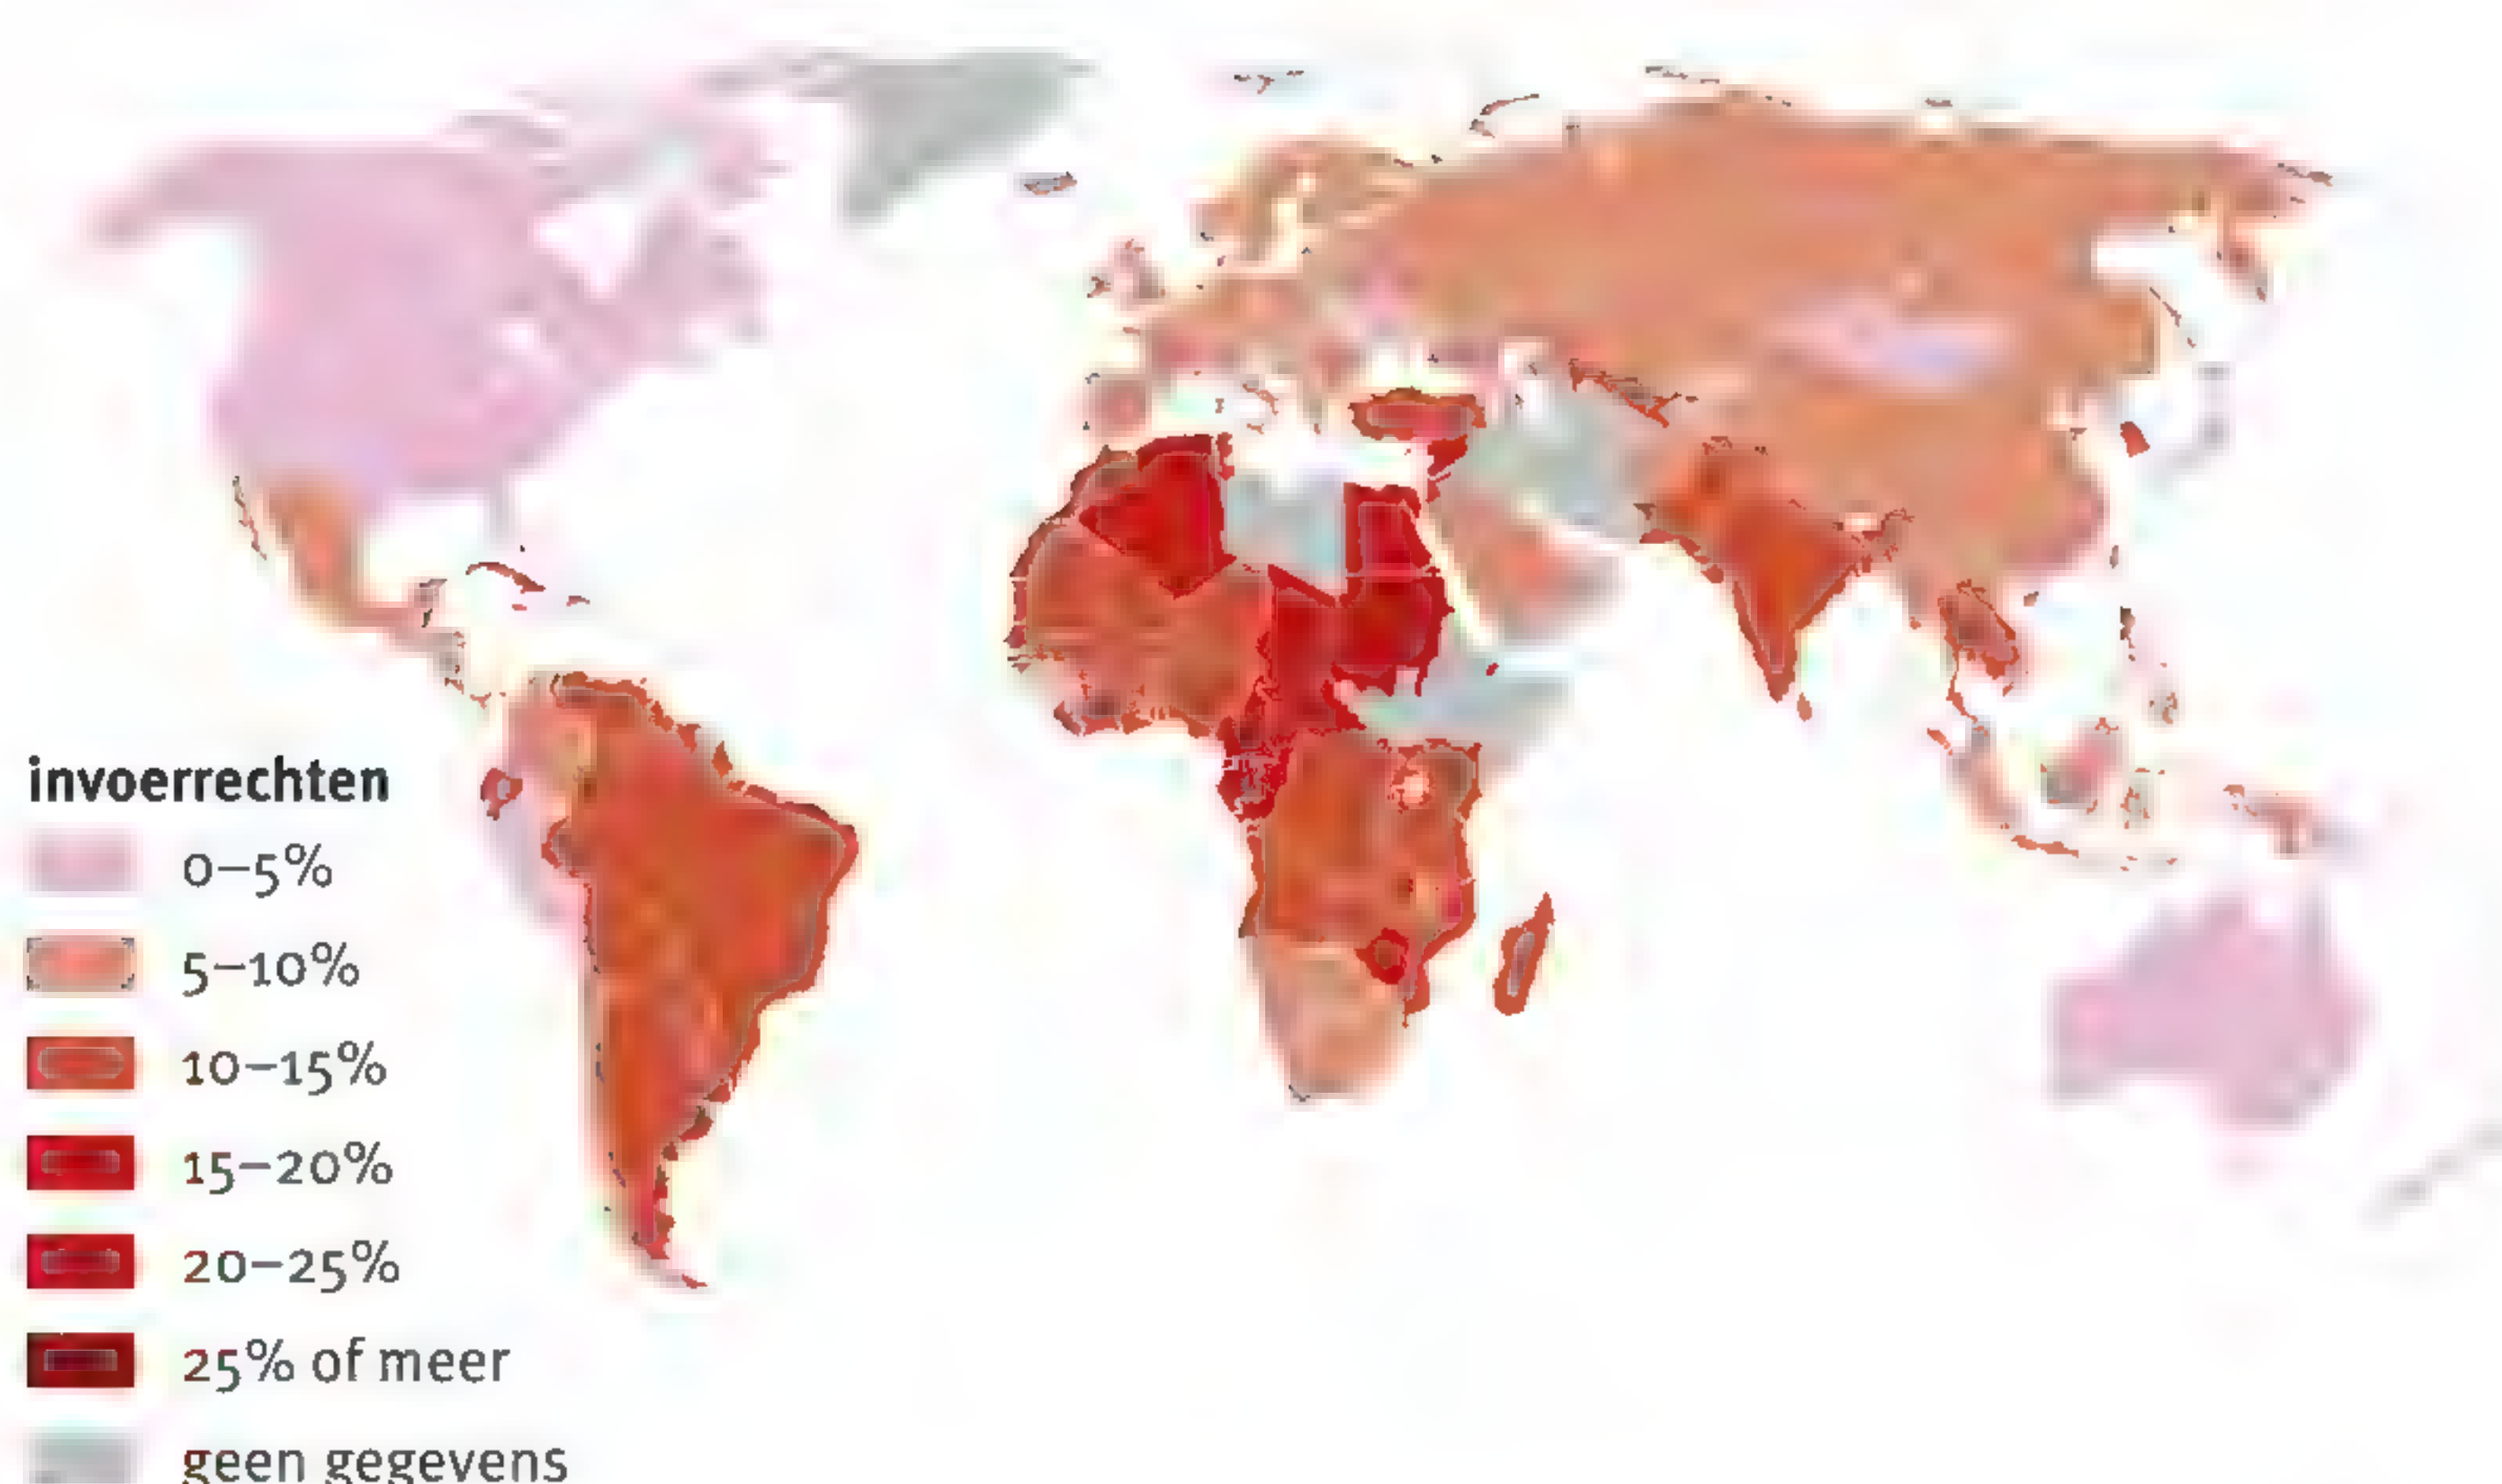 invoerrechten
0–5%
5–10%
10–15%
15–20%
20–25%
25% of meer
geen gegevens